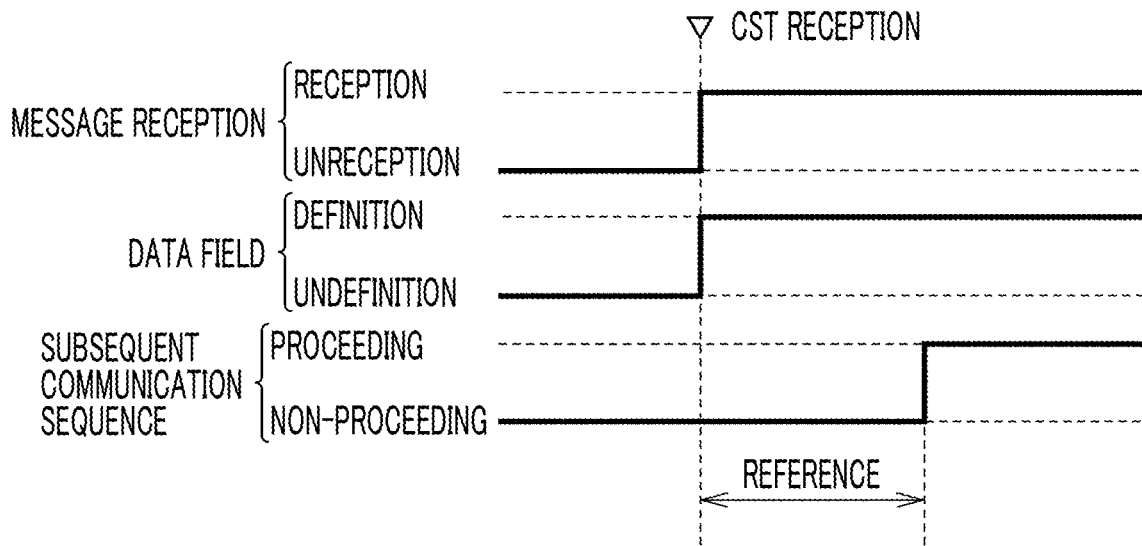 ▽ CST RECEPTION
MESSAGE RECEPTION
RECEPTION
UNRECEPTION
DATA FIELD
DEFINITION
UNDEFINITION
SUBSEQUENT
COMMUNICATION
SEQUENCE
PROCEEDING
NON-PROCEEDING
REFERENCE